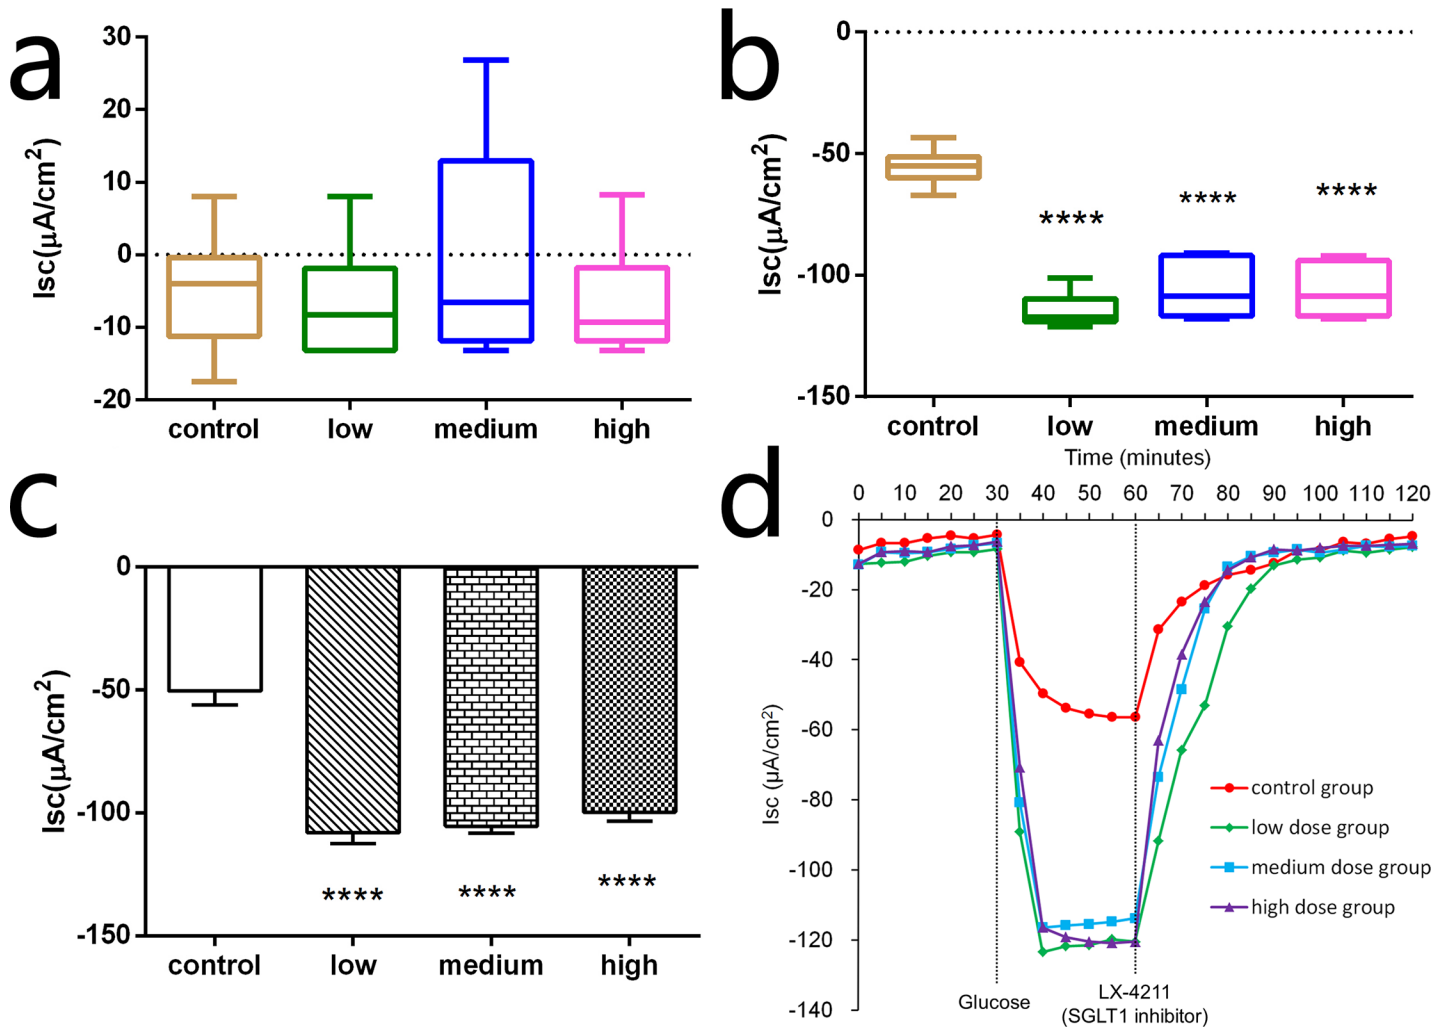 a
30
20
10
0
-10
-20
Isc(μA/cm²)
control low medium high
b
0
-50
-100
-150
Isc(μA/cm²)
****
****
****
control low medium high
c
0
-50
-100
-150
Isc(μA/cm²)
****
****
****
control low medium high
d
Time (minutes)
0 10 20 30 40 50 60 70 80 90 100 110 120
0
-20
-40
-60
-80
-100
-120
-140
Isc (μA/cm²)
control group
low dose group
medium dose group
high dose group
Glucose
LX-4211
(SGLT1 inhibitor)